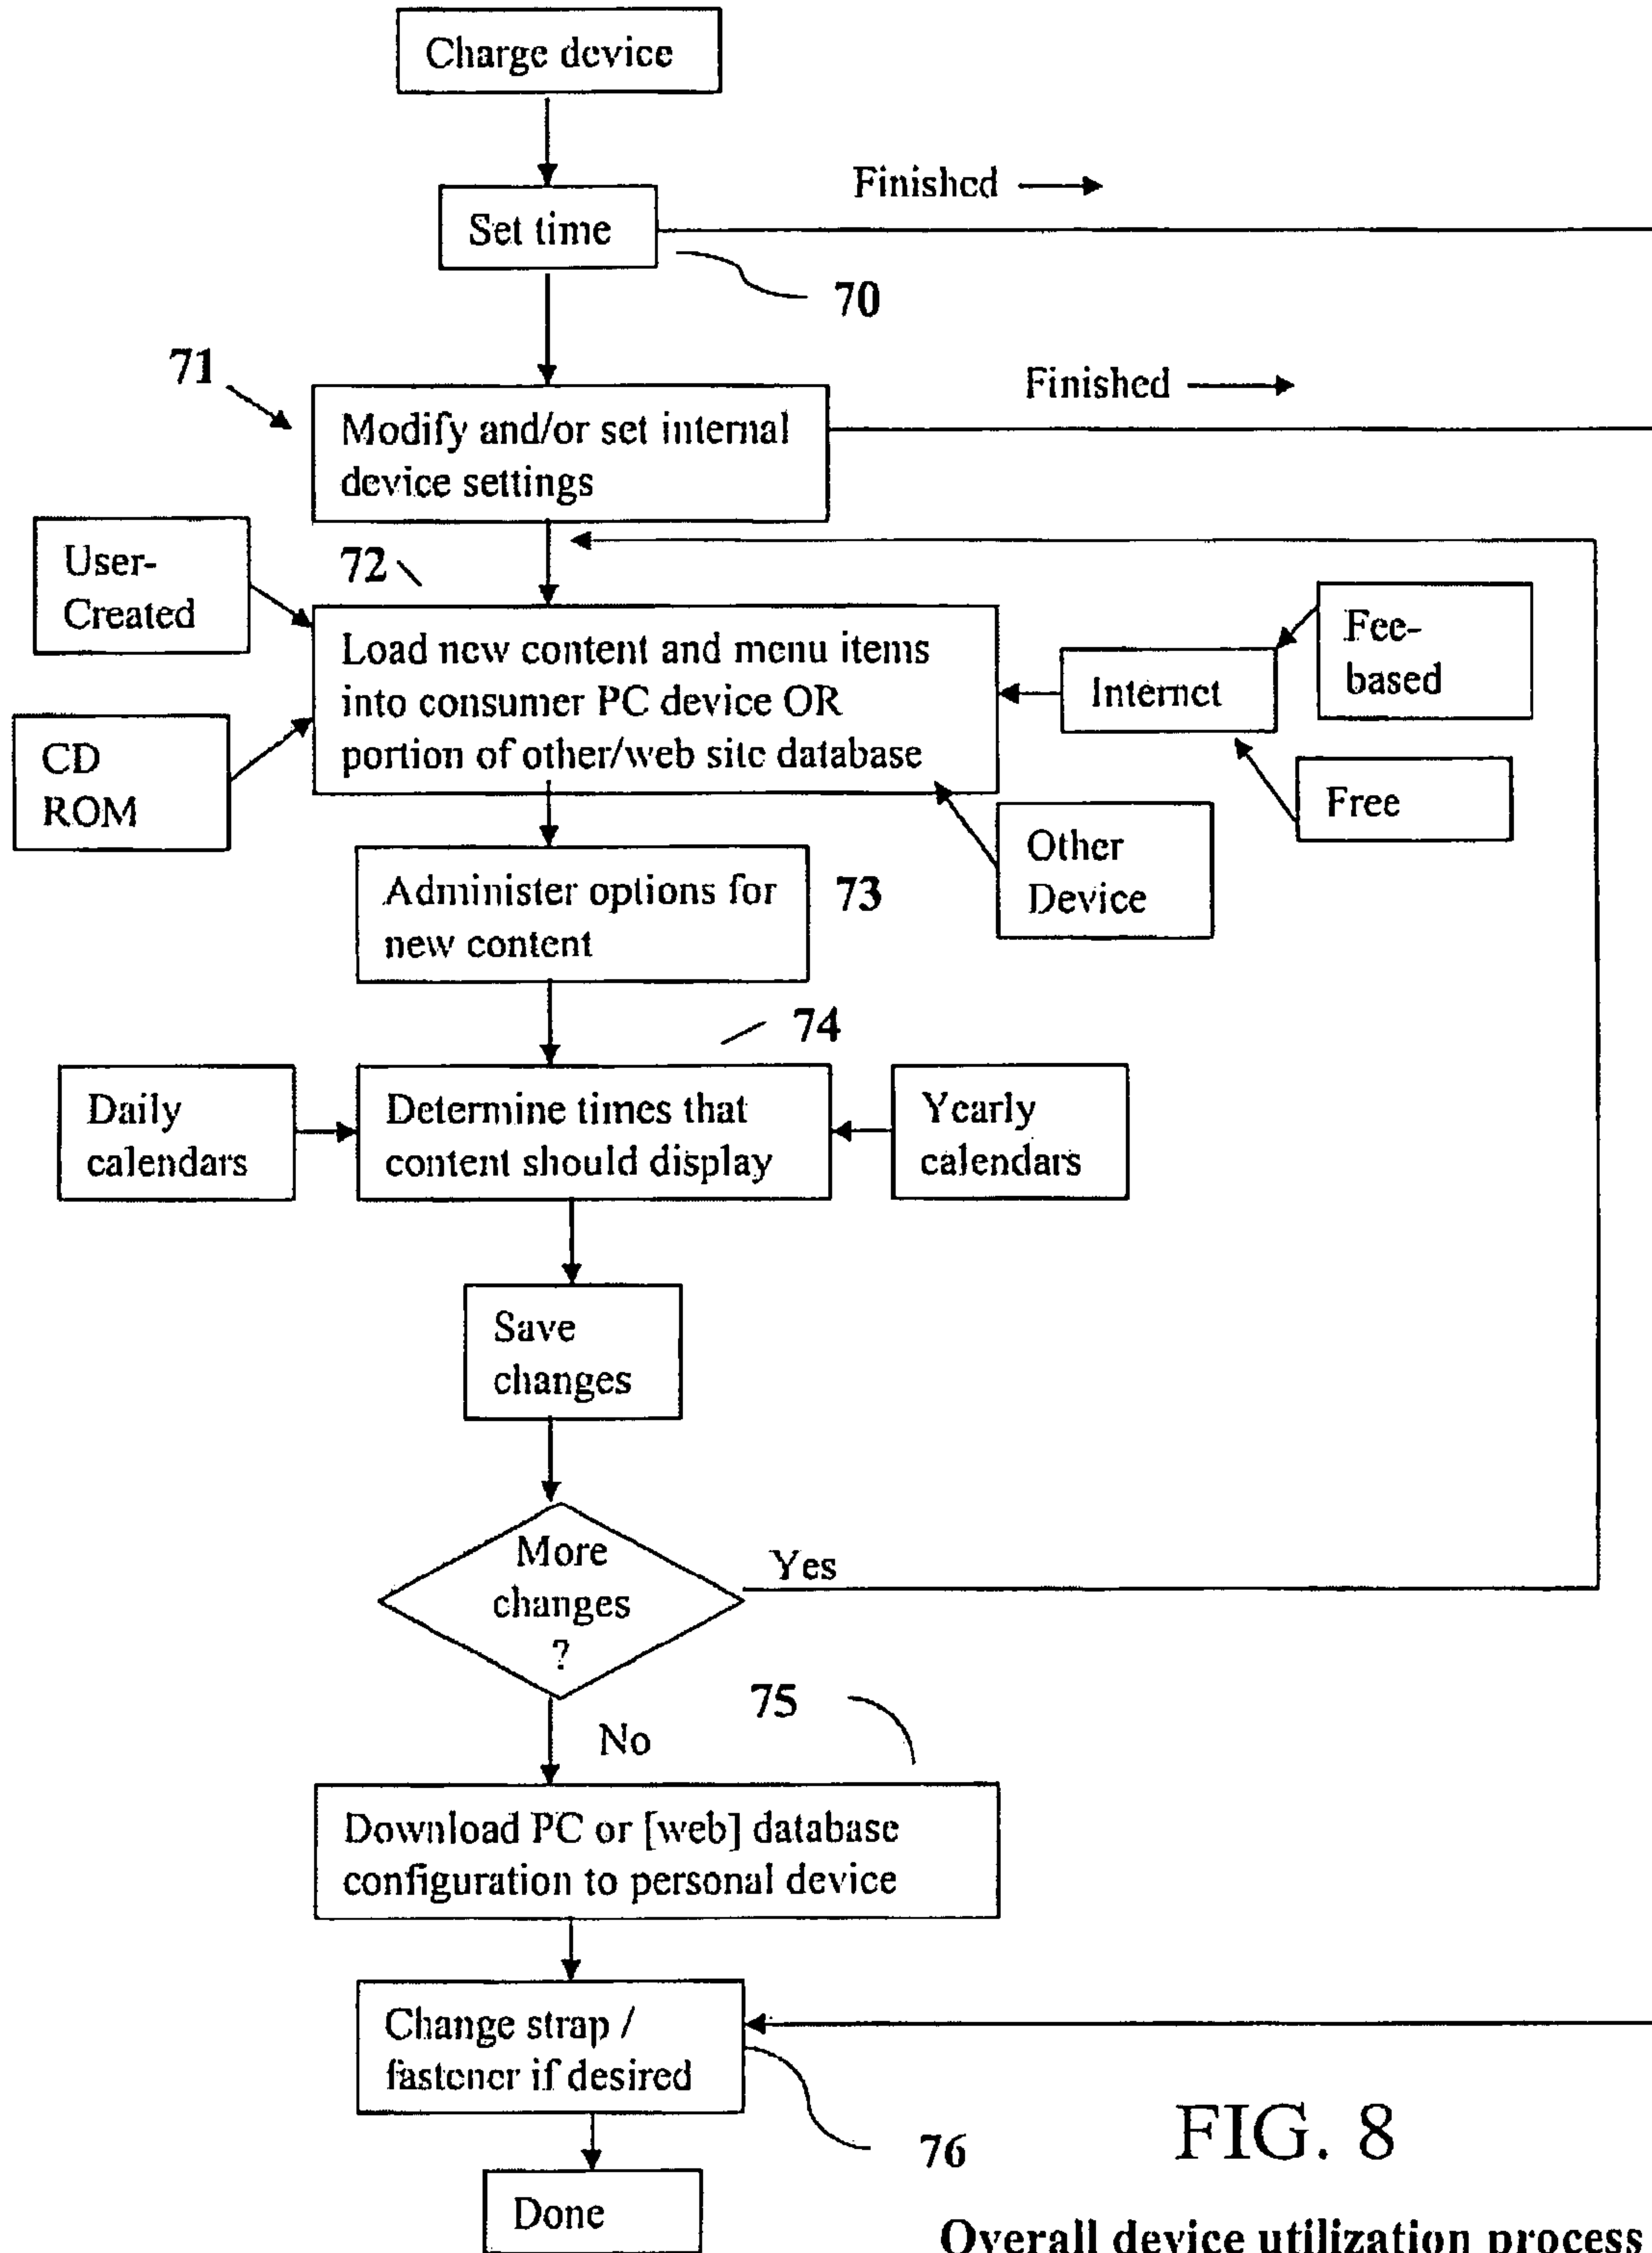 Charge device
Finished
Set time
70
71
Finished
Modify and/or set internal
device settings
User-
Created
72
Fee-
based
Load new content and menu items
into consumer PC device OR
portion of other/web site database
Internet
CD
ROM
Free
Other
Device
Administer options for
new content
73
74
Daily
calendars
Determine times that
content should display
Yearly
calendars
Save
changes
More
changes
?
Yes
75
No
Download PC or [web] database
configuration to personal device
Change strap /
fastener if desired
76
FIG. 8
Done
Overall device utilization process